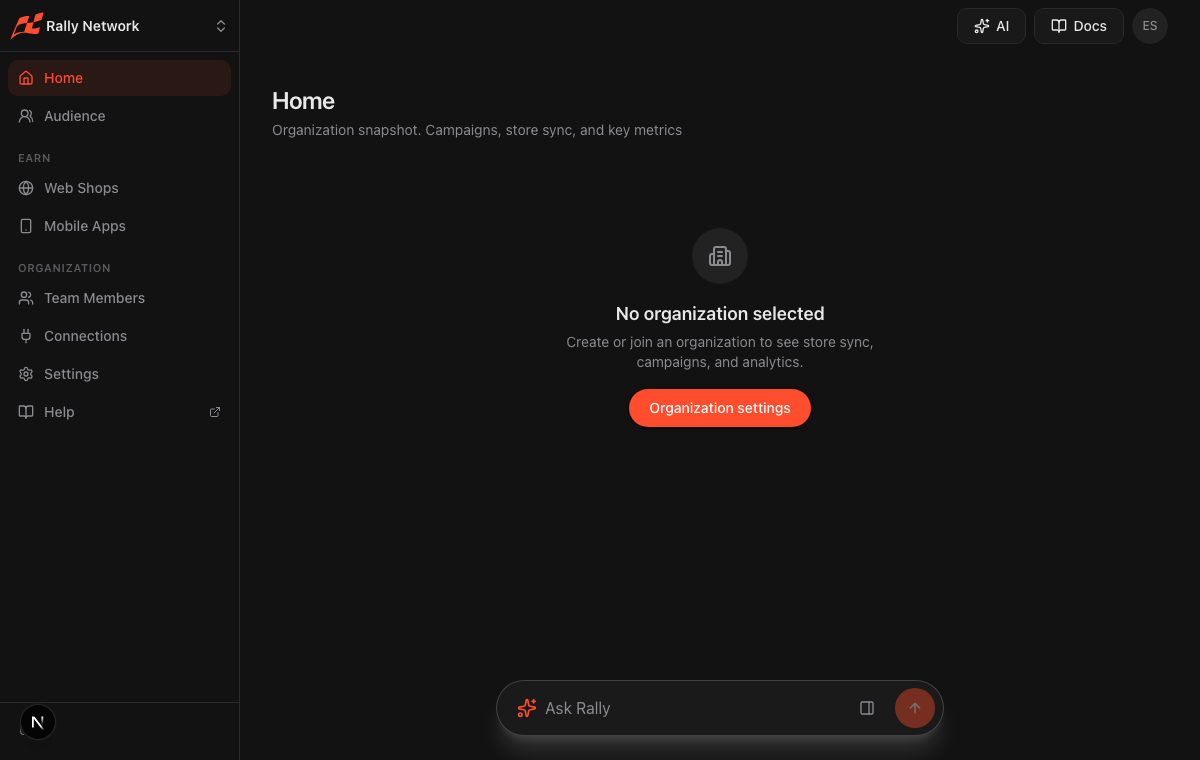 Rally Network
AI
Docs
ES
Home
Audience
EARN
Web Shops
Mobile Apps
ORGANIZATION
Team Members
Connections
Settings
Help
Home
Organization snapshot. Campaigns, store sync, and key metrics
No organization selected
Create or join an organization to see store sync,
campaigns, and analytics.
Organization settings
Ask Rally
N